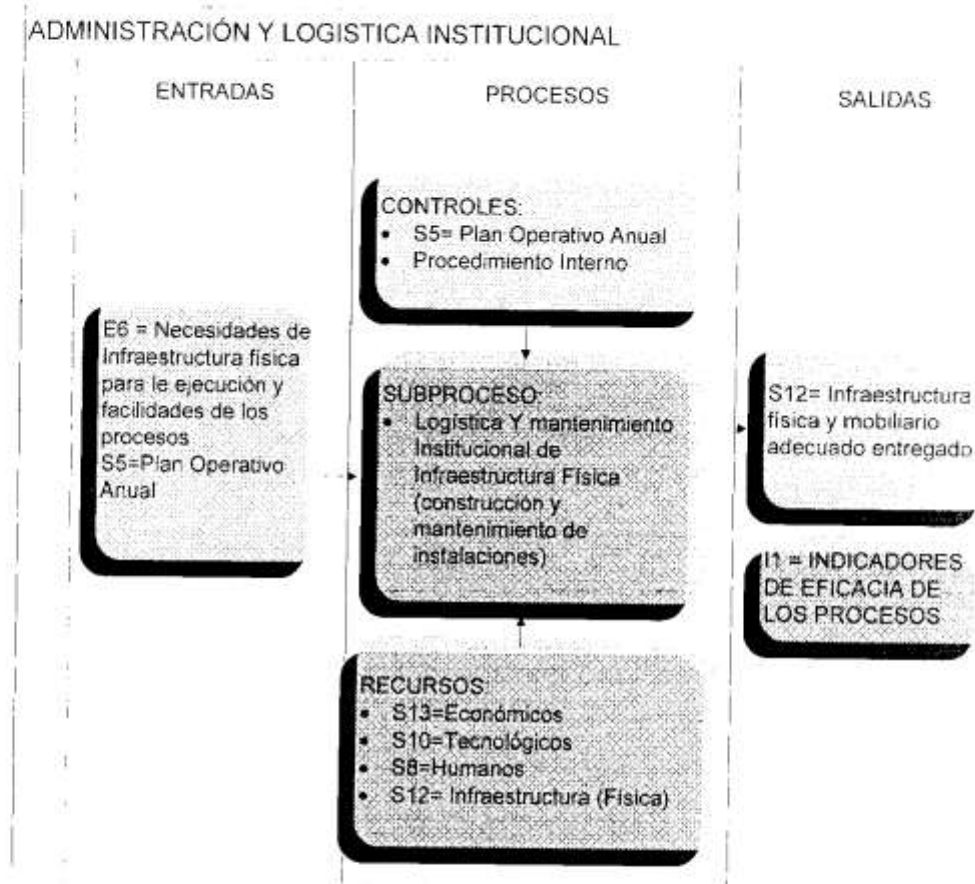 ADMINISTRACIÓN Y LOGISTICA INSTITUCIONAL
ENTRADAS
PROCESOS
SALIDAS
CONTROLES:
• S5= Plan Operativo Anual
• Procedimiento Interno
E6 = Necesidades de
Infraestructura física
para le ejecución y
facilidades de los
procesos
S5=Plan Operativo
Anual
SUBPROCESO:
• Logística Y mantenimiento
Institucional de
Infraestructura Física
(construcción y
mantenimiento de
instalaciones)
S12= Infraestructura
física y mobiliario
adecuado entregado
I1 = INDICADORES
DE EFICACIA DE
LOS PROCESOS
RECURSOS:
• S13=Económicos
• S10=Tecnológicos
• S8=Humanos
• S12= Infraestructura (Física)